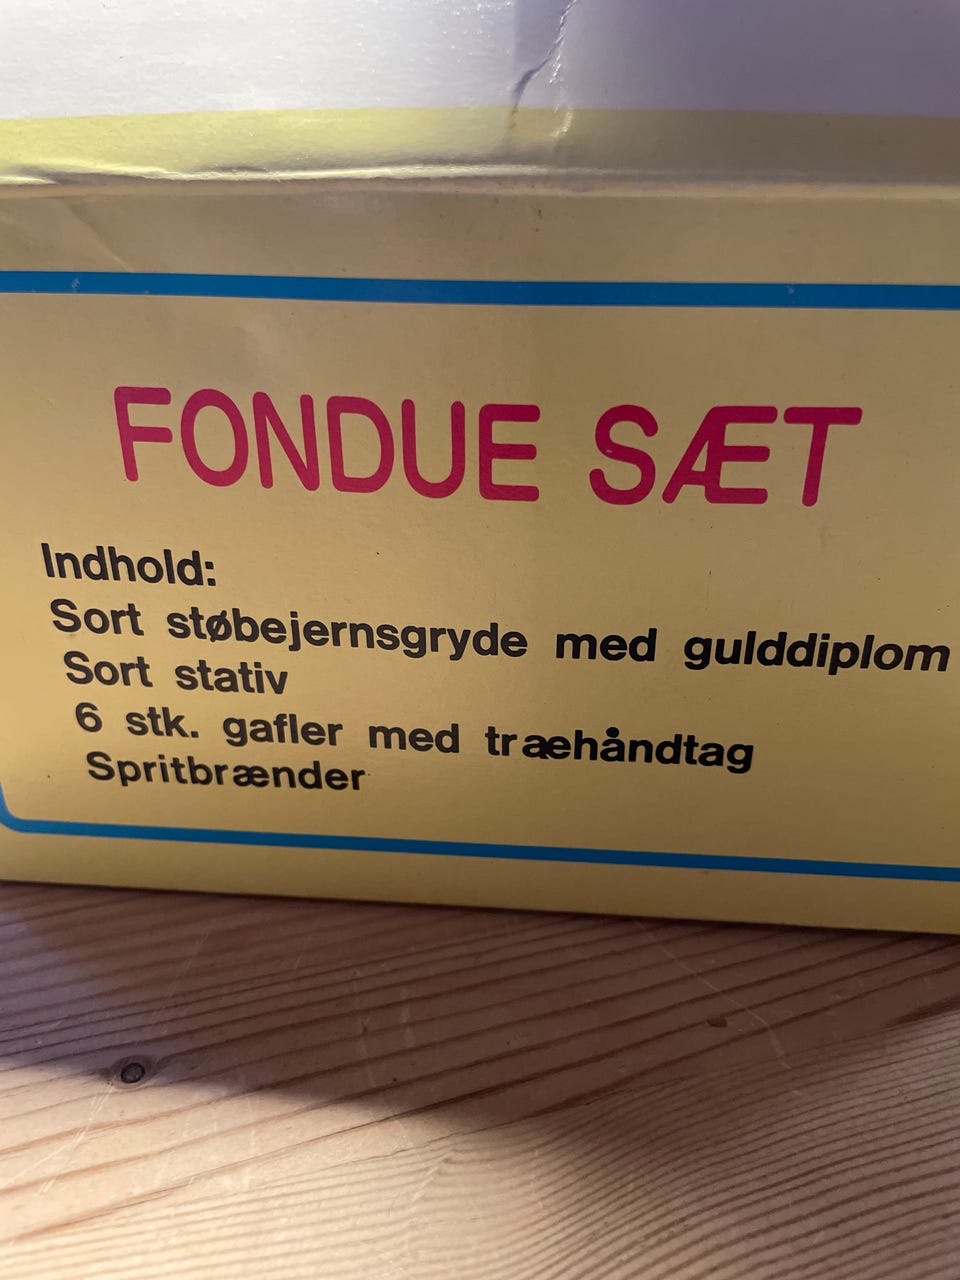 FONDUE SÆT
Indhold:
Sort støbejernsgryde med gulddiplom
Sort stativ
6 stk. gafler med træhåndtag
Spritbrænder